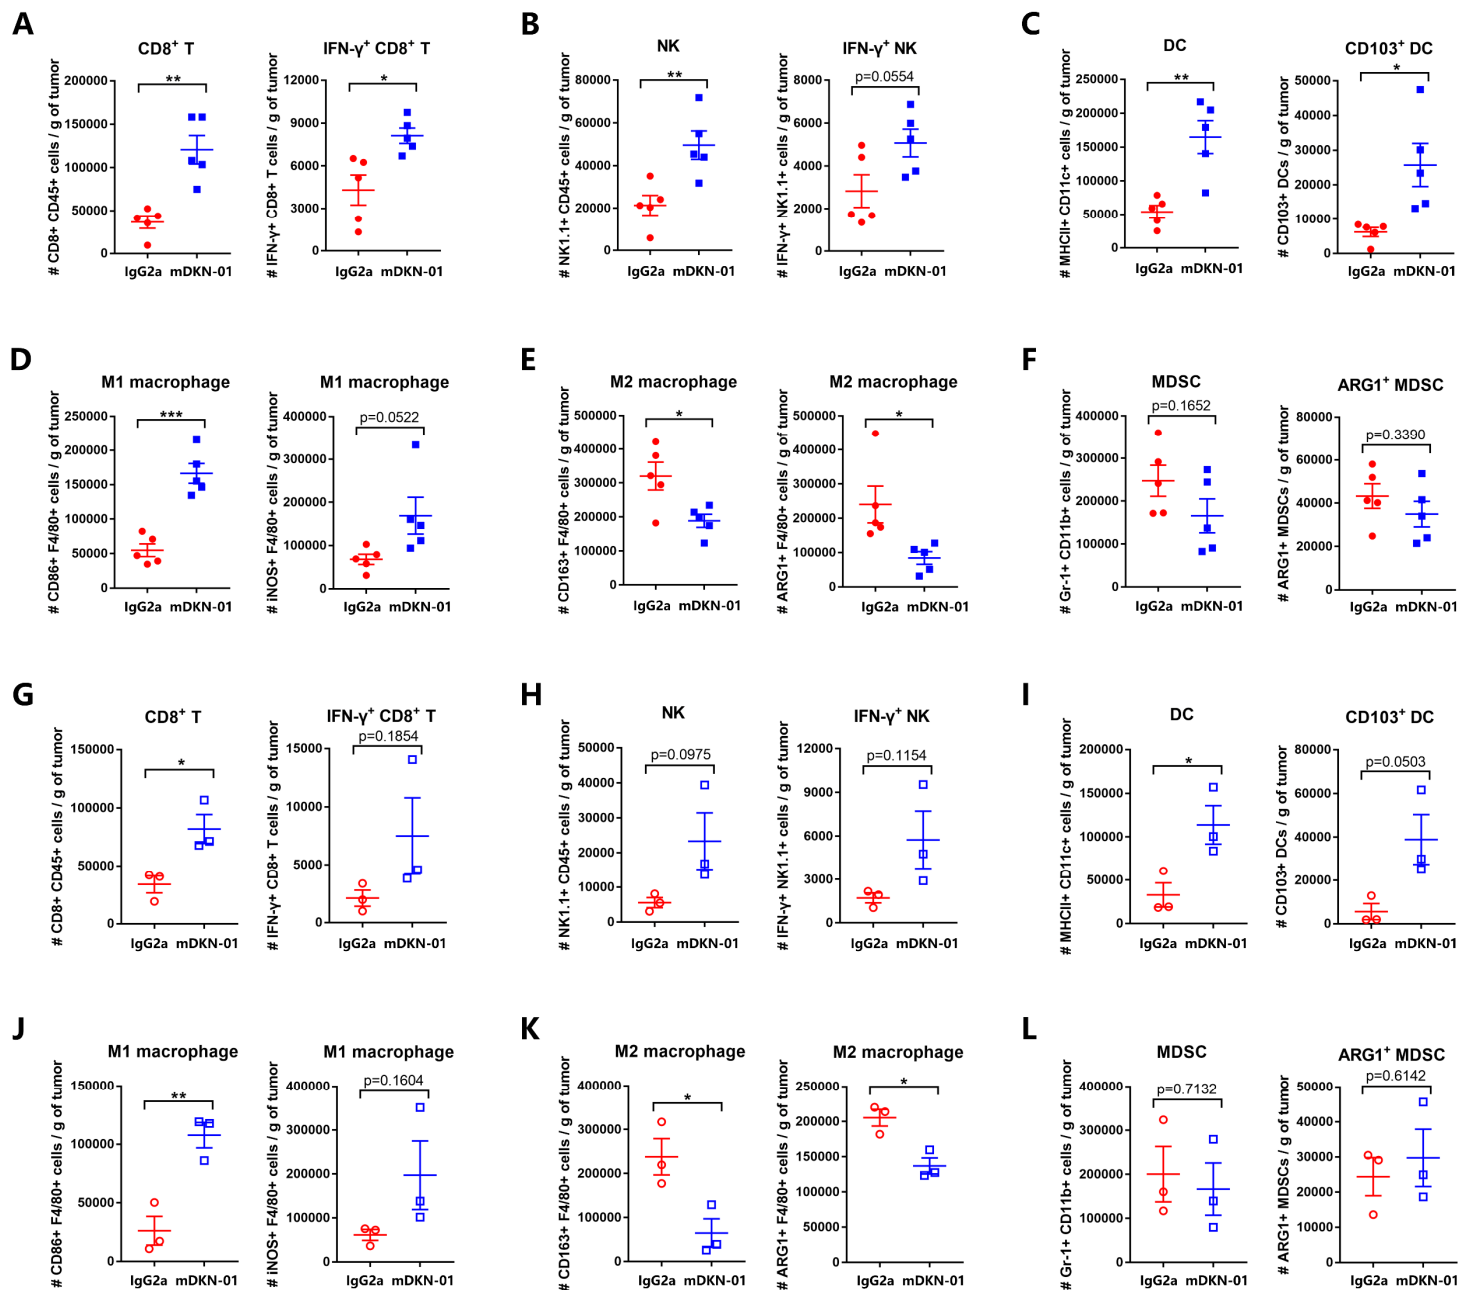 A
CD8+ T
# CD8+ CD45+ cells / g of tumor
200000
150000
100000
50000
0
**
IgG2a mDKN-01
IFN-γ+ CD8+ T
# IFN-γ+ CD8+ T cells / g of tumor
12000
9000
6000
3000
0
*
IgG2a mDKN-01
B
NK
# NK1.1+ CD45+ cells / g of tumor
80000
60000
40000
20000
0
**
IgG2a mDKN-01
IFN-γ+ NK
# IFN-γ+ NK1.1+ cells / g of tumor
8000
6000
4000
2000
0
p=0.0554
IgG2a mDKN-01
C
DC
# MHCII+ CD11c+ cells / g of tumor
250000
200000
150000
100000
50000
0
**
IgG2a mDKN-01
CD103+ DC
# CD103+ DCs / g of tumor
50000
40000
30000
20000
10000
0
*
IgG2a mDKN-01
D
M1 macrophage
# CD86+ F4/80+ cells / g of tumor
250000
200000
150000
100000
50000
0
***
IgG2a mDKN-01
M1 macrophage
# iNOS+ F4/80+ cells / g of tumor
400000
300000
200000
100000
0
p=0.0522
IgG2a mDKN-01
E
M2 macrophage
# CD163+ F4/80+ cells / g of tumor
500000
400000
300000
200000
100000
0
*
IgG2a mDKN-01
M2 macrophage
# ARG1+ F4/80+ cells / g of tumor
500000
400000
300000
200000
100000
0
*
IgG2a mDKN-01
F
MDSC
# Gr-1+ CD11b+ cells / g of tumor
400000
300000
200000
100000
0
p=0.1652
IgG2a mDKN-01
ARG1+ MDSC
# ARG1+ MDSCs / g of tumor
80000
60000
40000
20000
0
p=0.3390
IgG2a mDKN-01
G
CD8+ T
# CD8+ CD45+ cells / g of tumor
150000
100000
50000
0
*
IgG2a mDKN-01
IFN-γ+ CD8+ T
# IFN-γ+ CD8+ T cells / g of tumor
15000
10000
5000
0
p=0.1854
IgG2a mDKN-01
H
NK
# NK1.1+ CD45+ cells / g of tumor
50000
40000
30000
20000
10000
0
p=0.0975
IgG2a mDKN-01
IFN-γ+ NK
# IFN-γ+ NK1.1+ cells / g of tumor
12000
9000
6000
3000
0
p=0.1154
IgG2a mDKN-01
I
DC
# MHCII+ CD11c+ cells / g of tumor
200000
150000
100000
50000
0
*
IgG2a mDKN-01
CD103+ DC
# CD103+ DCs / g of tumor
80000
60000
40000
20000
0
p=0.0503
IgG2a mDKN-01
J
M1 macrophage
# CD86+ F4/80+ cells / g of tumor
150000
100000
50000
0
**
IgG2a mDKN-01
M1 macrophage
# iNOS+ F4/80+ cells / g of tumor
400000
300000
200000
100000
0
p=0.1604
IgG2a mDKN-01
K
M2 macrophage
# CD163+ F4/80+ cells / g of tumor
400000
300000
200000
100000
0
*
IgG2a mDKN-01
M2 macrophage
# ARG1+ F4/80+ cells / g of tumor
250000
200000
150000
100000
50000
0
*
IgG2a mDKN-01
L
MDSC
# Gr-1+ CD11b+ cells / g of tumor
400000
300000
200000
100000
0
p=0.7132
IgG2a mDKN-01
ARG1+ MDSC
# ARG1+ MDSCs / g of tumor
50000
40000
30000
20000
10000
0
p=0.6142
IgG2a mDKN-01